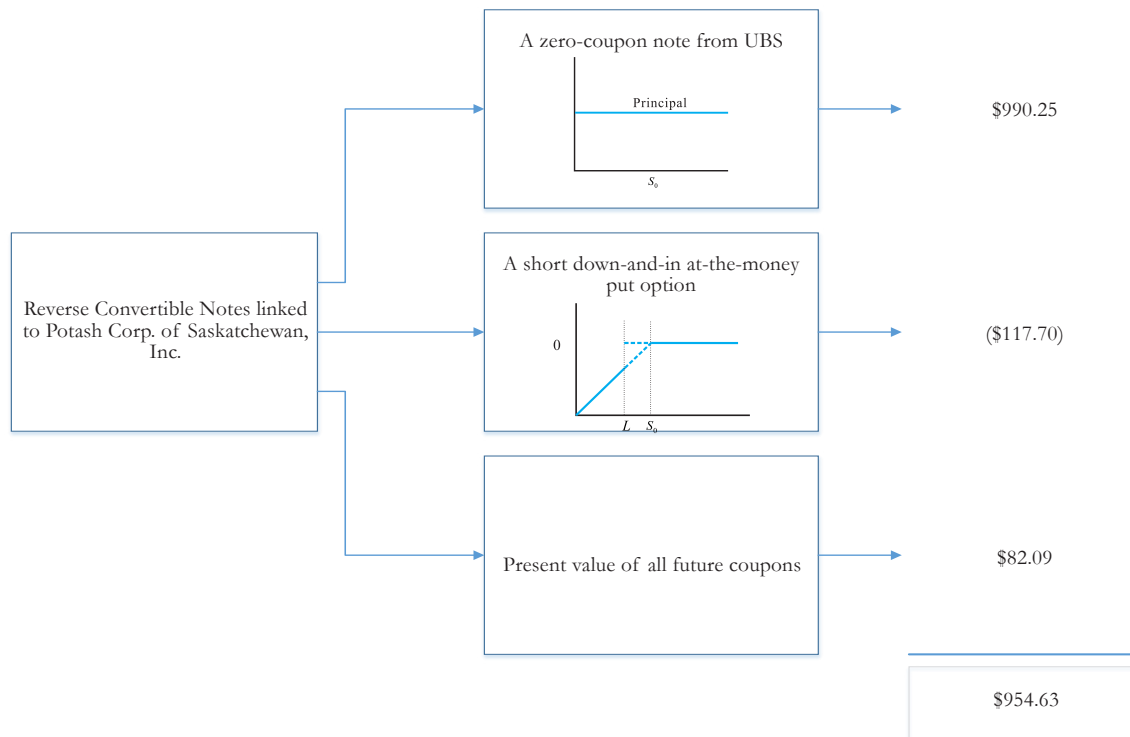 A zero-coupon note from UBS
Principal
S₀
$990.25
Reverse Convertible Notes linked
to Potash Corp. of Saskatchewan,
Inc.
A short down-and-in at-the-money
put option
0
L S₀
($117.70)
Present value of all future coupons
$82.09
$954.63